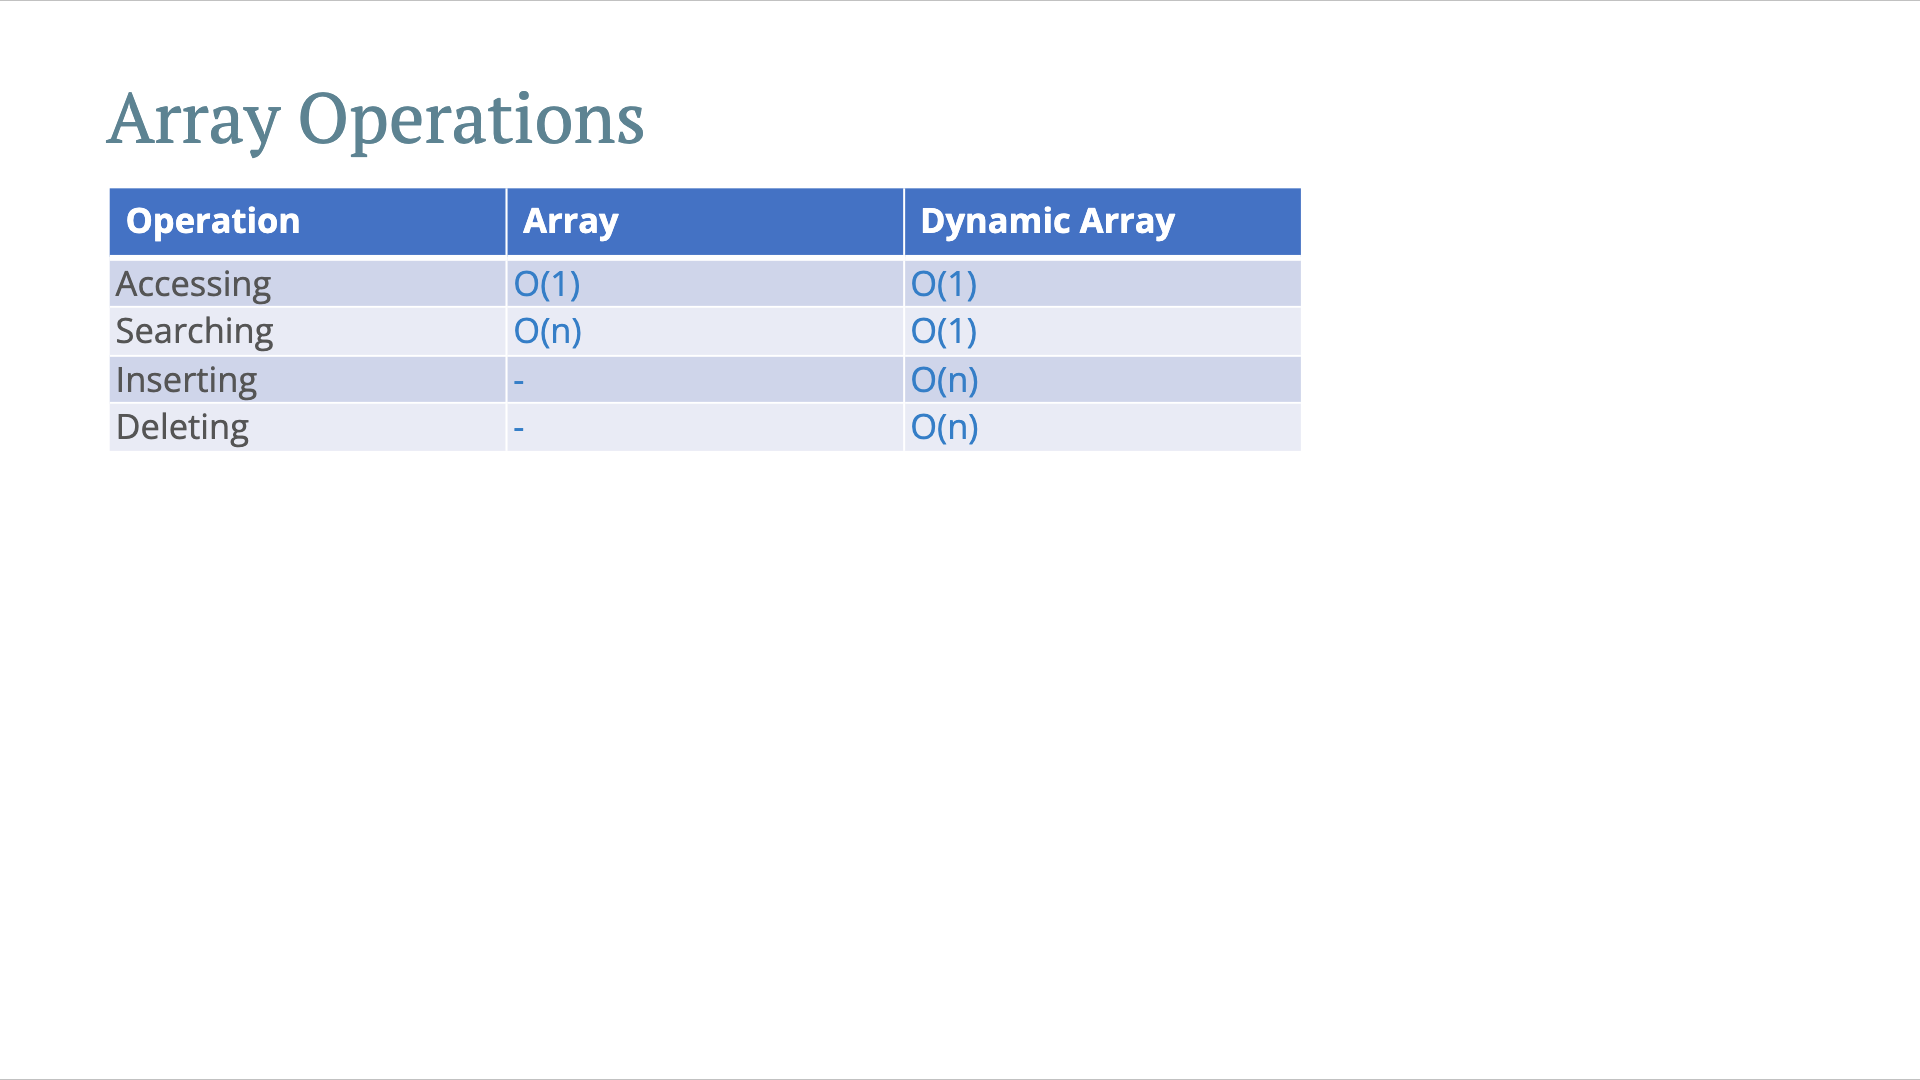 Array Operations
Operation Array Dynamic Array
Accessing O(1) O(1)
Searching O(n) O(1)
Inserting - O(n)
Deleting - O(n)